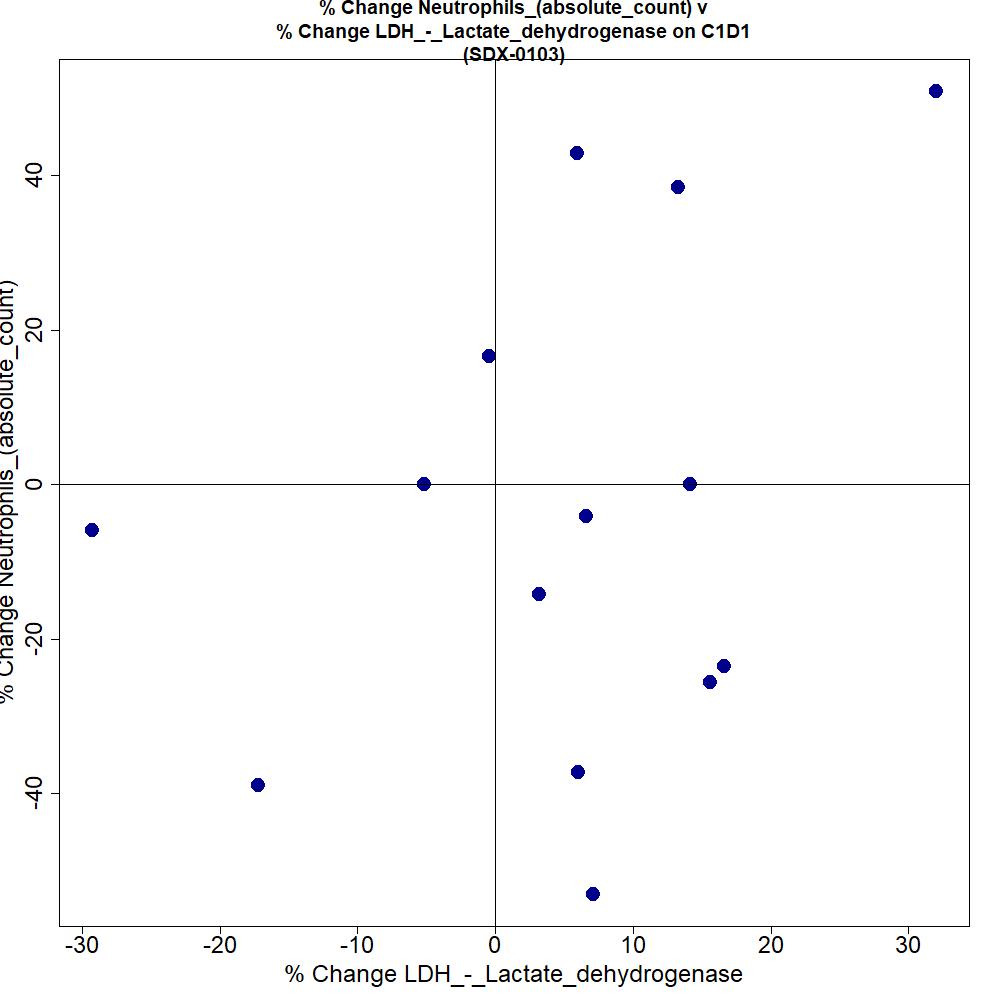 % Change Neutrophils_(absolute_count) v
% Change LDH_-_Lactate_dehydrogenase on C1D1
(SDX-0103)
% Change Neutrophils_(absolute_count)
40
20
0
-20
-40
-30
-20
-10
0
10
20
30
% Change LDH_-_Lactate_dehydrogenase